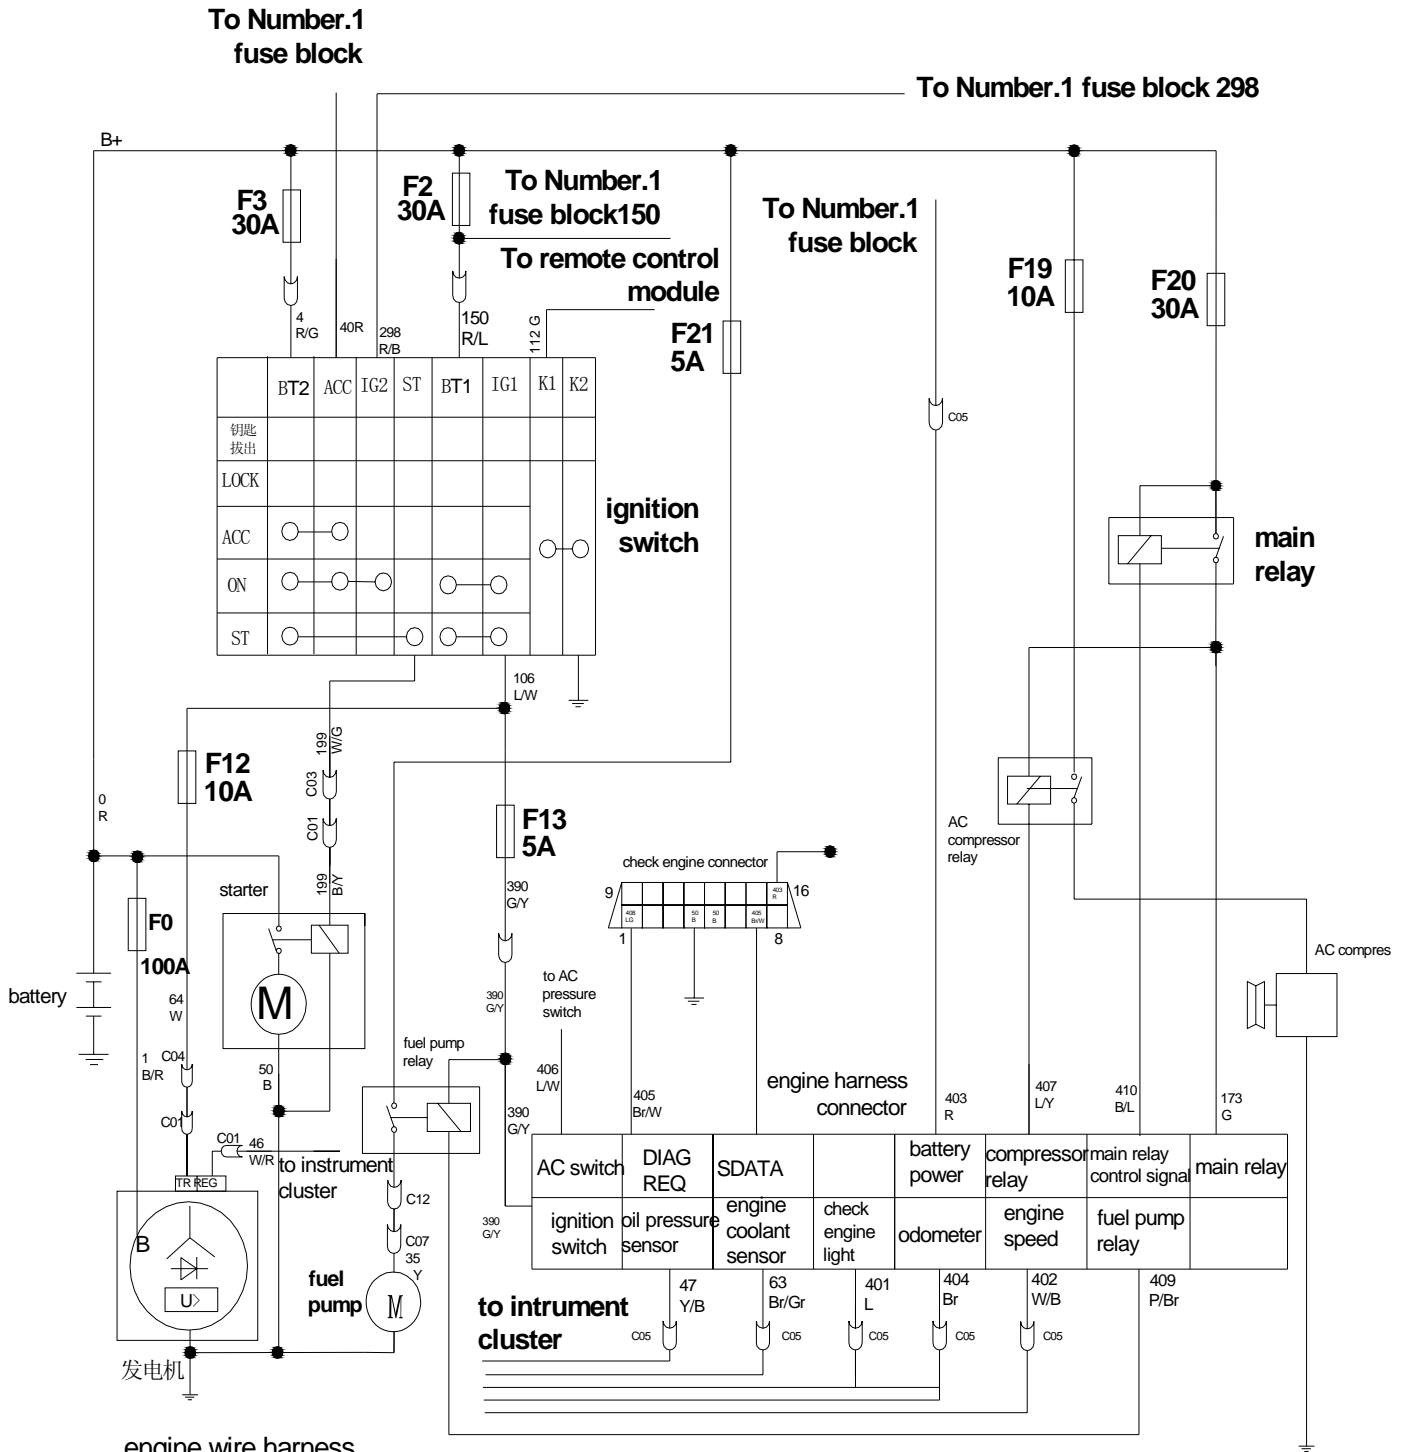 To Number.1
fuse block
To Number.1 fuse block 298
B+
F3
30A
F2
30A
To Number.1
fuse block150
To remote control
module
To Number.1
fuse block
F19
10A
F20
30A
4
R/G
40R
298
R/B
150
R/L
112 G
F21
5A
BT2 ACC IG2 ST BT1 IG1 K1 K2
钥匙
拔出
LOCK
ACC
ON
ST
ignition
switch
C05
main
relay
106
L/W
199
W/G
F12
10A
C03
C01
199
B/Y
0
R
F13
5A
AC
compressor
relay
check engine connector
9
16
403
R
408
LG
50
B
50
B
405
Br/W
1
8
390
G/Y
starter
F0
100A
M
battery
64
W
390
G/Y
to AC
pressure
switch
AC compres
1
B/R
C04
50
B
fuel pump
relay
406
L/W
405
Br/W
engine harness
connector
403
R
407
L/Y
410
B/L
173
G
C01
390
G/Y
C01
46
W/R
to instrument
cluster
TR REG
AC switch
DIAG
REQ
SDATA
battery
power
compressor
relay
main relay
control signal
main relay
C12
390
G/Y
ignition
switch
oil pressure
sensor
engine
coolant
sensor
check
engine
light
odometer
engine
speed
fuel pump
relay
B
U>
C07
35
Y
fuel
pump
M
to intrument
cluster
47
Y/B
63
Br/Gr
401
L
404
Br
402
W/B
409
P/Br
C05
C05
C05
C05
C05
发电机
engine wire harness